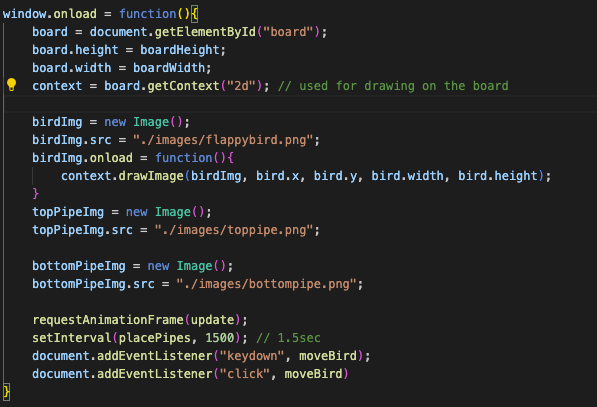 window.onload = function(){
    board = document.getElementById("board");
    board.height = boardHeight;
    board.width = boardWidth;
    context = board.getContext("2d"); // used for drawing on the board

    birdImg = new Image();
    birdImg.src = "./images/flappybird.png";
    birdImg.onload = function(){
        context.drawImage(birdImg, bird.x, bird.y, bird.width, bird.height);
    }
    topPipeImg = new Image();
    topPipeImg.src = "./images/toppipe.png";

    bottomPipeImg = new Image();
    bottomPipeImg.src = "./images/bottompipe.png";

    requestAnimationFrame(update);
    setInterval(placePipes, 1500); // 1.5sec
    document.addEventListener("keydown", moveBird);
    document.addEventListener("click", moveBird)
}